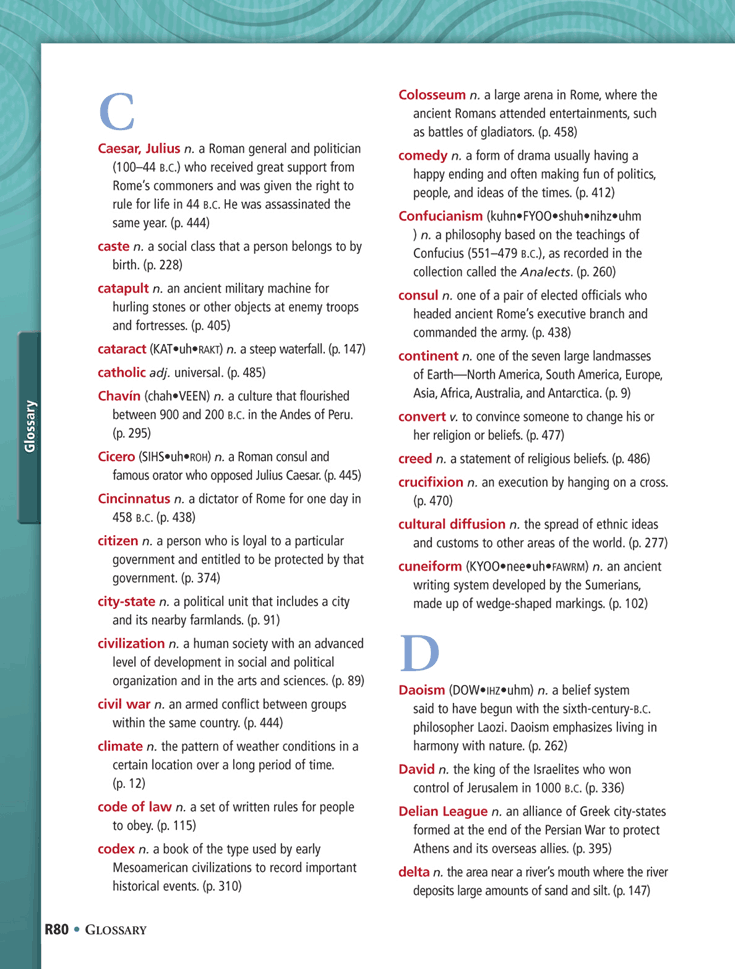 C
Caesar, Julius n. a Roman general and politician
(100–44 B.C.) who received great support from
Rome's commoners and was given the right to
rule for life in 44 B.C. He was assassinated the
same year. (p. 444)
caste n. a social class that a person belongs to by
birth. (p. 228)
catapult n. an ancient military machine for
hurling stones or other objects at enemy troops
and fortresses. (p. 405)
cataract (KAT•uh•RAKT) n. a steep waterfall. (p. 147)
catholic adj. universal. (p. 485)
Chavín (chah•VEEN) n. a culture that flourished
between 900 and 200 B.C. in the Andes of Peru.
(p. 295)
Cicero (SIHS•uh•ROH) n. a Roman consul and
famous orator who opposed Julius Caesar. (p. 445)
Cincinnatus n. a dictator of Rome for one day in
458 B.C. (p. 438)
citizen n. a person who is loyal to a particular
government and entitled to be protected by that
government. (p. 374)
city-state n. a political unit that includes a city
and its nearby farmlands. (p. 91)
civilization n. a human society with an advanced
level of development in social and political
organization and in the arts and sciences. (p. 89)
civil war n. an armed conflict between groups
within the same country. (p. 444)
climate n. the pattern of weather conditions in a
certain location over a long period of time.
(p. 12)
code of law n. a set of written rules for people
to obey. (p. 115)
codex n. a book of the type used by early
Mesoamerican civilizations to record important
historical events. (p. 310)
Colosseum n. a large arena in Rome, where the
ancient Romans attended entertainments, such
as battles of gladiators. (p. 458)
comedy n. a form of drama usually having a
happy ending and often making fun of politics,
people, and ideas of the times. (p. 412)
Confucianism (kuhn•FYOO•shuh•nihz•uhm
) n. a philosophy based on the teachings of
Confucius (551–479 B.C.), as recorded in the
collection called the Analects. (p. 260)
consul n. one of a pair of elected officials who
headed ancient Rome's executive branch and
commanded the army. (p. 438)
continent n. one of the seven large landmasses
of Earth—North America, South America, Europe,
Asia, Africa, Australia, and Antarctica. (p. 9)
convert v. to convince someone to change his or
her religion or beliefs. (p. 477)
creed n. a statement of religious beliefs. (p. 486)
crucifixion n. an execution by hanging on a cross.
(p. 470)
cultural diffusion n. the spread of ethnic ideas
and customs to other areas of the world. (p. 277)
cuneiform (KYOO•nee•uh•FAWRM) n. an ancient
writing system developed by the Sumerians,
made up of wedge-shaped markings. (p. 102)
D
Daoism (DOW•IHZ•uhm) n. a belief system
said to have begun with the sixth-century-B.C.
philosopher Laozi. Daoism emphasizes living in
harmony with nature. (p. 262)
David n. the king of the Israelites who won
control of Jerusalem in 1000 B.C. (p. 336)
Delian League n. an alliance of Greek city-states
formed at the end of the Persian War to protect
Athens and its overseas allies. (p. 395)
delta n. the area near a river's mouth where the river
deposits large amounts of sand and silt. (p. 147)
Glossary
R80 • GLOSSARY